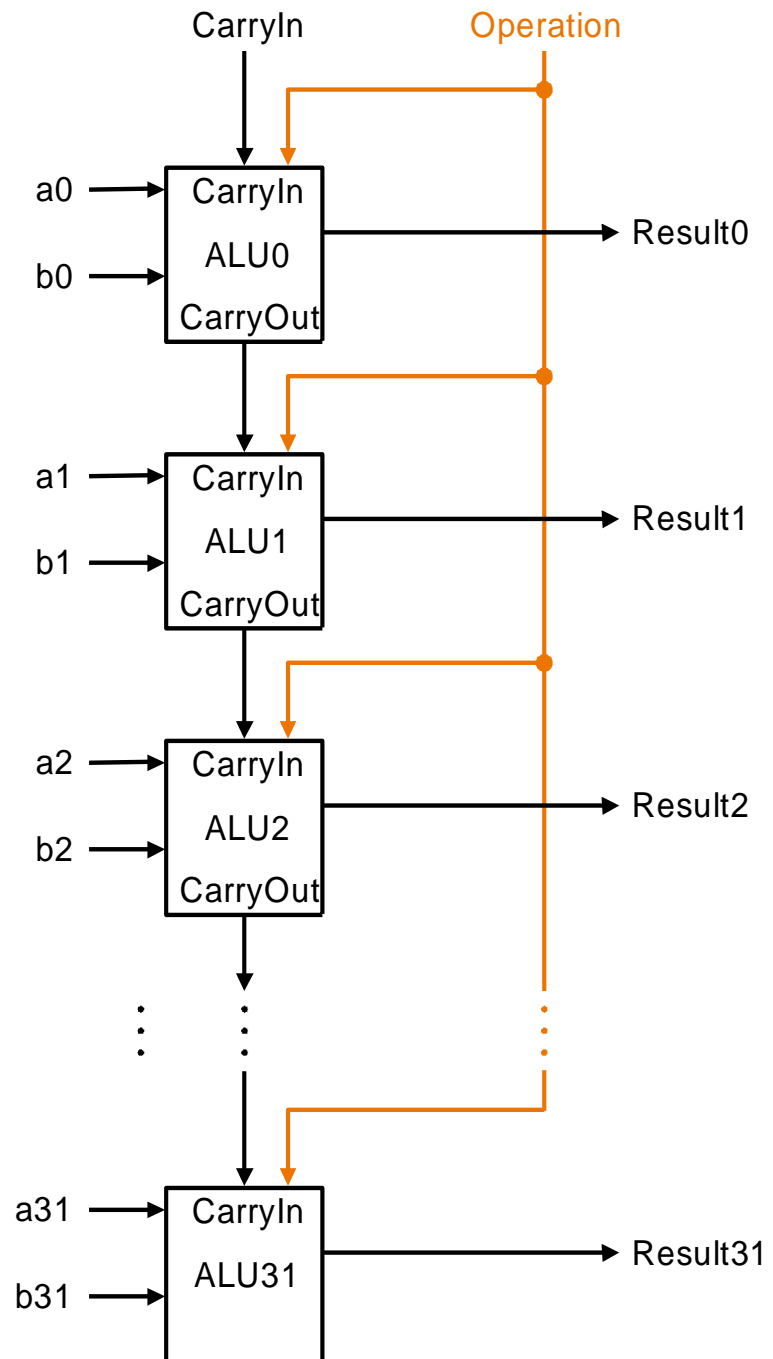 CarryIn Operation
a0 CarryIn
Result0
ALU0
b0
CarryOut
a1 CarryIn
Result1
ALU1
b1
CarryOut
a2 CarryIn
Result2
ALU2
b2
CarryOut
a31 CarryIn
Result31
ALU31
b31